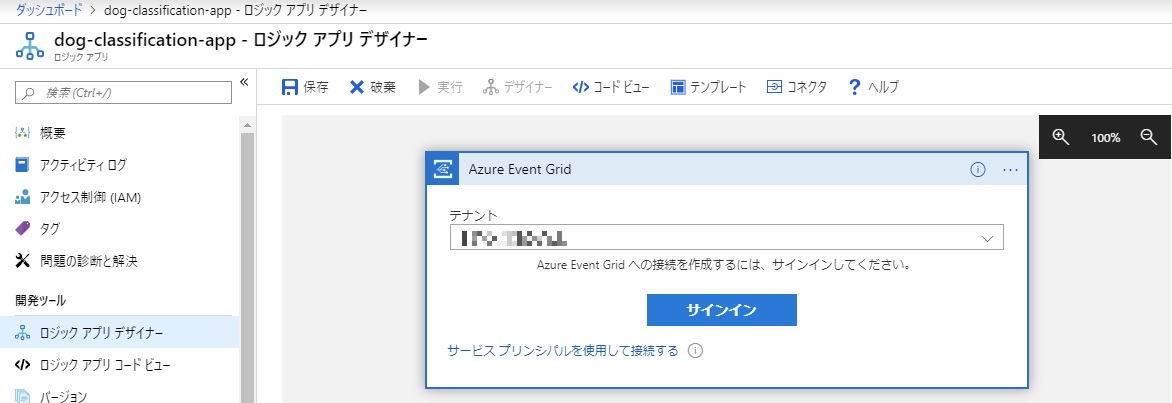 ダッシュボード > dog-classification-app - ロジック アプリ デザイナー
dog-classification-app - ロジック アプリ デザイナー
ロジック アプリ
検索 (Ctrl+/)
«
概要
アクティビティ ログ
アクセス制御 (IAM)
タグ
問題の診断と解決
開発ツール
ロジック アプリ デザイナー
ロジック アプリ コード ビュー
バージョン
保存 破棄 実行 デザイナー コード ビュー テンプレート コネクタ ヘルプ
100%
Azure Event Grid
テナント
Azure Event Grid への接続を作成するには、サインインしてください。
サインイン
サービス プリンシパルを使用して接続する